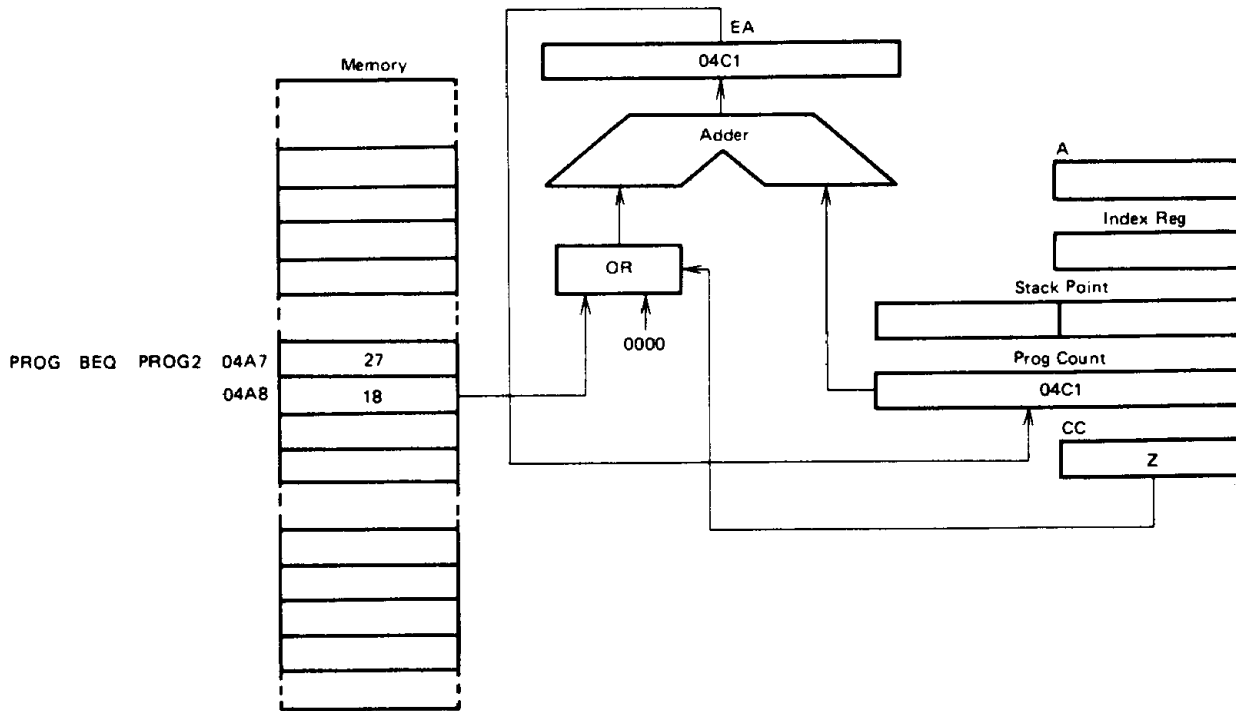 EA
04C1
Memory
Adder
A
Index Reg
OR
Stack Point
0000
PROG BEQ PROG2 04A7 27
Prog Count
04A8 18
04C1
CC
Z